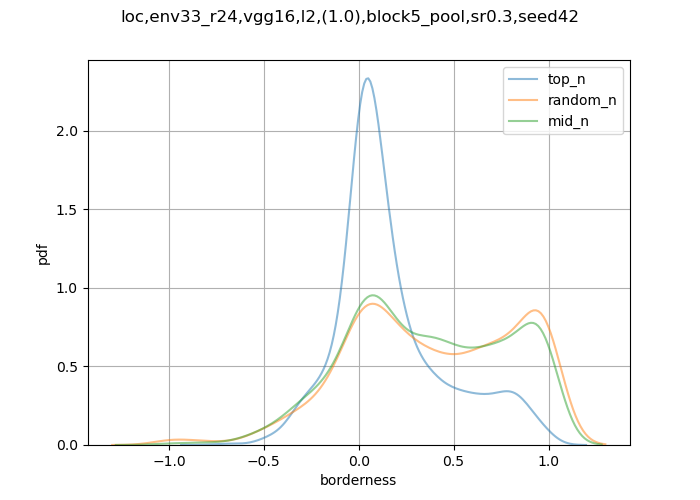 loc,env33_r24,vgg16,l2,(1.0),block5_pool,sr0.3,seed42
top_n
random_n
mid_n
pdf
2.0
1.5
1.0
0.5
0.0
−1.0 −0.5 0.0 0.5 1.0
borderness